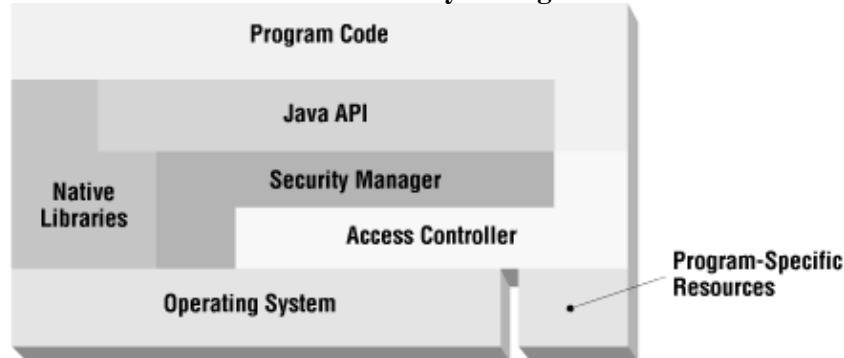 Program Code
Java API
Security Manager
Native
Libraries
Access Controller
Program-Specific
Resources
Operating System